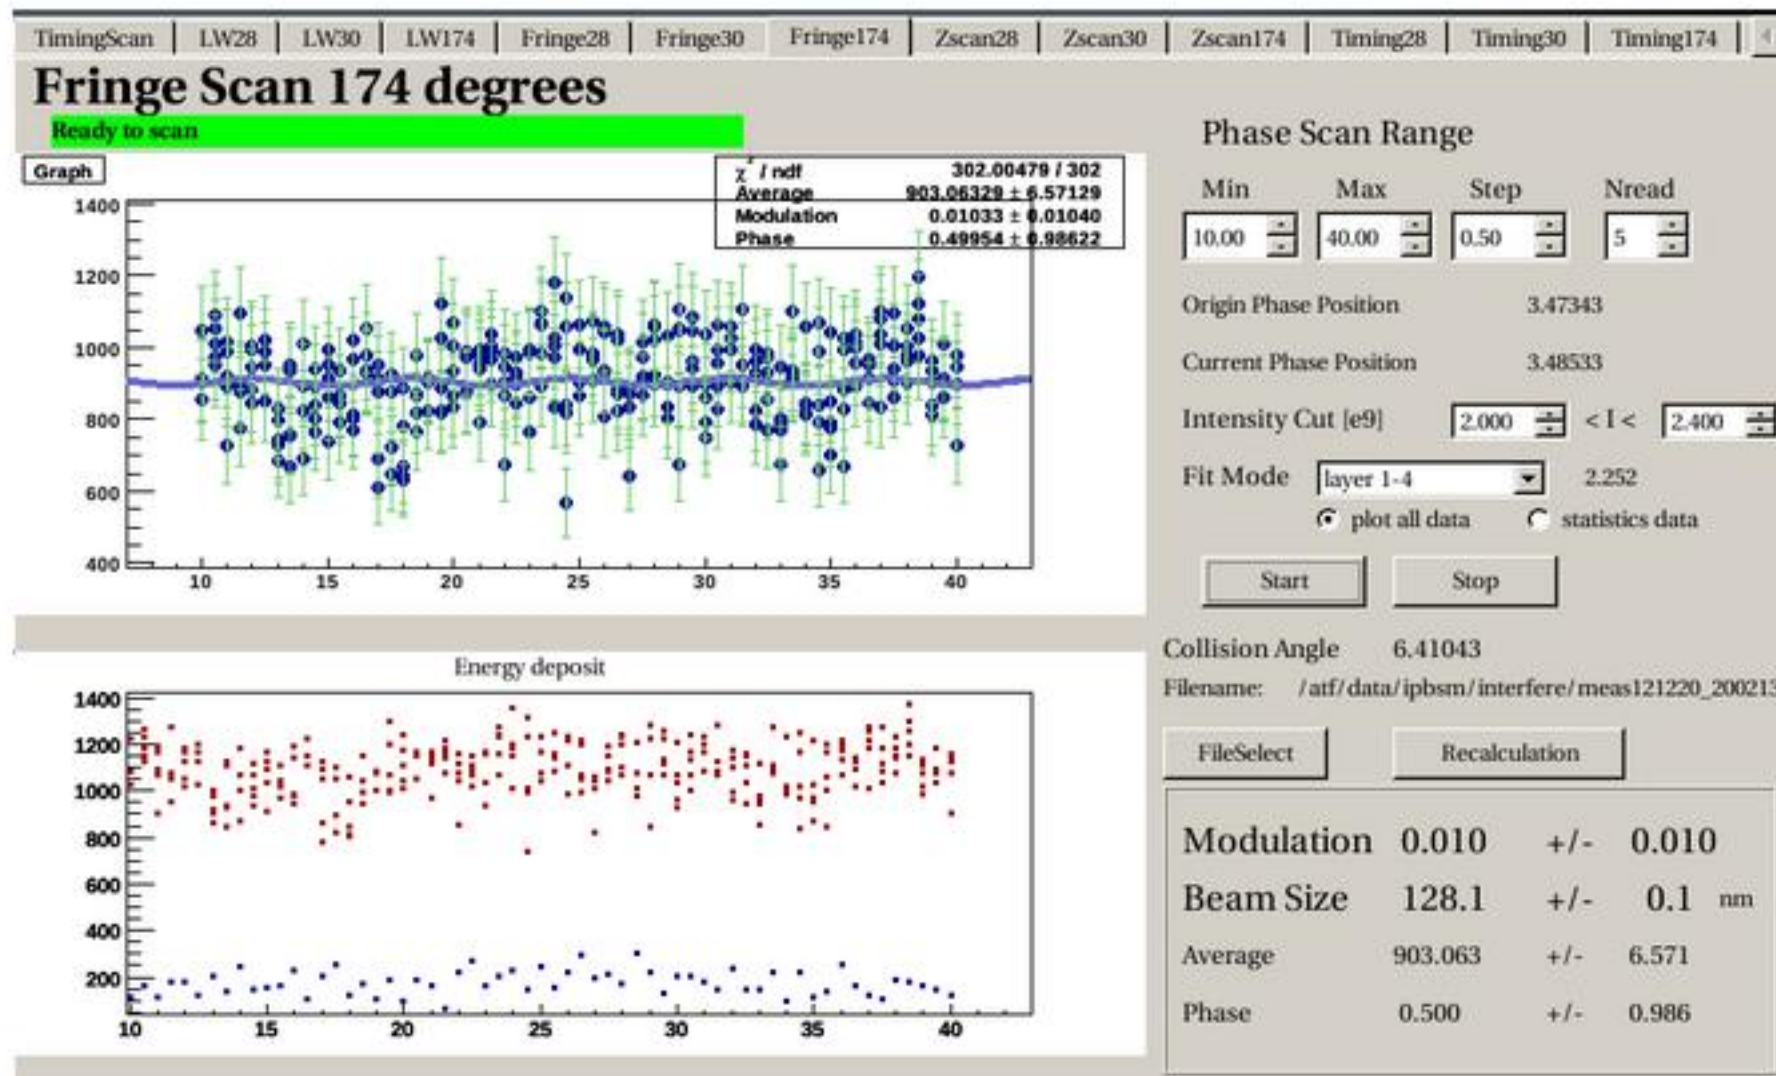 TimingScan LW28 LW30 LW174 Fringe28 Fringe30 Fringe174 Zscan28 Zscan30 Zscan174 Timing28 Timing30 Timing174
Fringe Scan 174 degrees
Ready to scan
Graph
χ² / ndf 302.00479 / 302
Average 903.06329 ± 6.57129
Modulation 0.01033 ± 0.01040
Phase 0.49954 ± 0.98622
1400
1200
1000
800
600
400
10 15 20 25 30 35 40
Energy deposit
1400
1200
1000
800
600
400
200
10 15 20 25 30 35 40
Phase Scan Range
Min Max Step Nread
10.00 40.00 0.50 5
Origin Phase Position 3.47343
Current Phase Position 3.48533
Intensity Cut [e9] 2.000 < I < 2.400
Fit Mode layer 1-4 2.252
plot all data statistics data
Start Stop
Collision Angle 6.41043
Filename: /atf/data/ipbsm/interfere/meas121220_200213
FileSelect Recalculation
Modulation 0.010 +/- 0.010
Beam Size 128.1 +/- 0.1 nm
Average 903.063 +/- 6.571
Phase 0.500 +/- 0.986